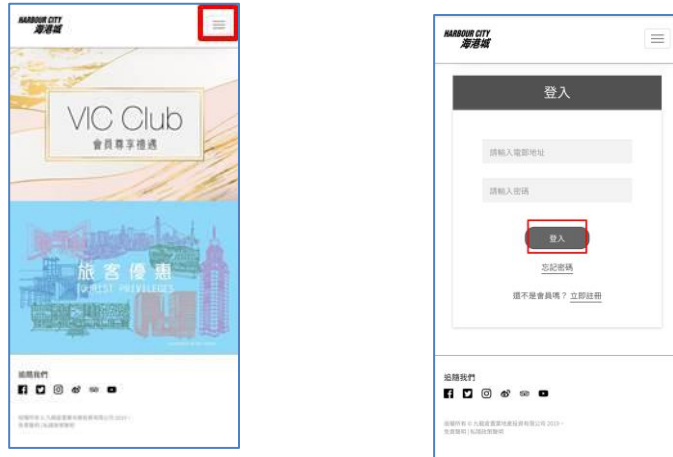 HARBOUR CITY
海港城
VIC Club
會員尊享禮遇
旅客優惠
TOURIST PRIVILEGES
追隨我們
HARBOUR CITY
海港城
登入
請輸入電郵地址
請輸入密碼
登入
忘記密碼
還不是會員嗎？ 立即註冊
追隨我們